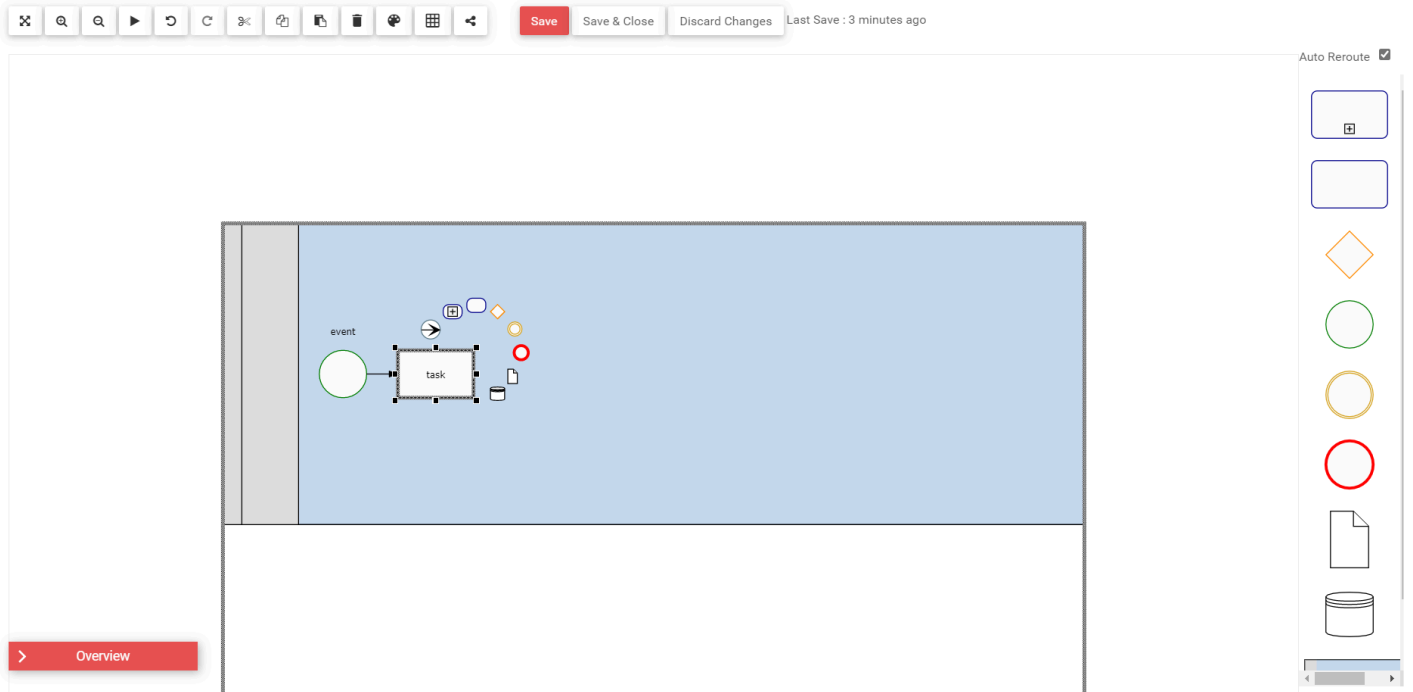 Save
Save & Close
Discard Changes
Last Save : 3 minutes ago
Auto Reroute
event
task
Overview